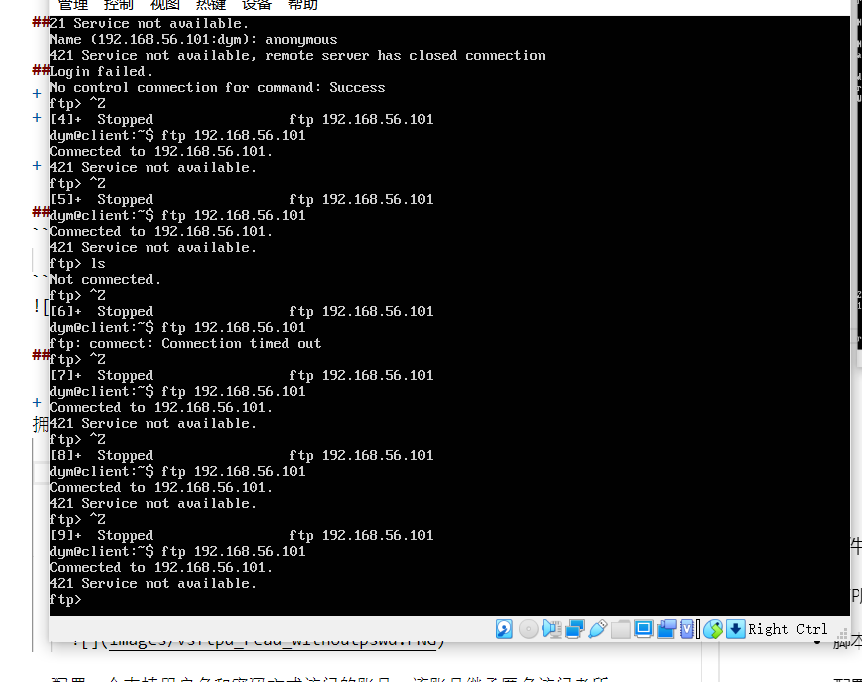 管理 控制 视图 热键 设备 帮助
21 Service not available.
Name (192.168.56.101:dym): anonymous
421 Service not available, remote server has closed connection
Login failed.
No control connection for command: Success
ftp> ^Z
[4]+  Stopped                 ftp 192.168.56.101
dym@client:~$ ftp 192.168.56.101
Connected to 192.168.56.101.
421 Service not available.
ftp> ^Z
[5]+  Stopped                 ftp 192.168.56.101
dym@client:~$ ftp 192.168.56.101
Connected to 192.168.56.101.
421 Service not available.
ftp> ls
Not connected.
ftp> ^Z
[6]+  Stopped                 ftp 192.168.56.101
dym@client:~$ ftp 192.168.56.101
ftp: connect: Connection timed out
ftp> ^Z
[7]+  Stopped                 ftp 192.168.56.101
dym@client:~$ ftp 192.168.56.101
Connected to 192.168.56.101.
421 Service not available.
ftp> ^Z
[8]+  Stopped                 ftp 192.168.56.101
dym@client:~$ ftp 192.168.56.101
Connected to 192.168.56.101.
421 Service not available.
ftp> ^Z
[9]+  Stopped                 ftp 192.168.56.101
dym@client:~$ ftp 192.168.56.101
Connected to 192.168.56.101.
421 Service not available.
ftp>
Right Ctrl
##
##
+
+
+
##
![
##
+
拥
件
脚本